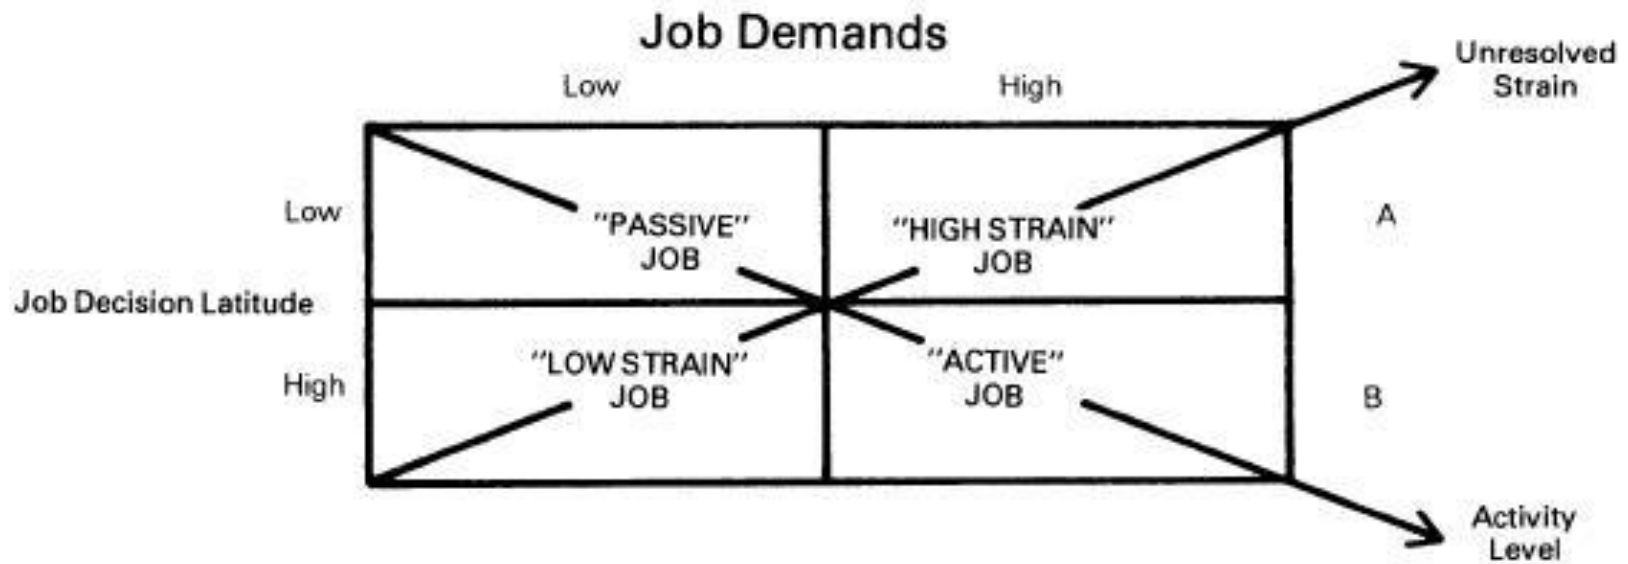 Job Demands
Low
High
Unresolved
Strain
Low
"PASSIVE"
JOB
"HIGH STRAIN"
JOB
A
Job Decision Latitude
High
"LOW STRAIN"
JOB
"ACTIVE"
JOB
B
Activity
Level